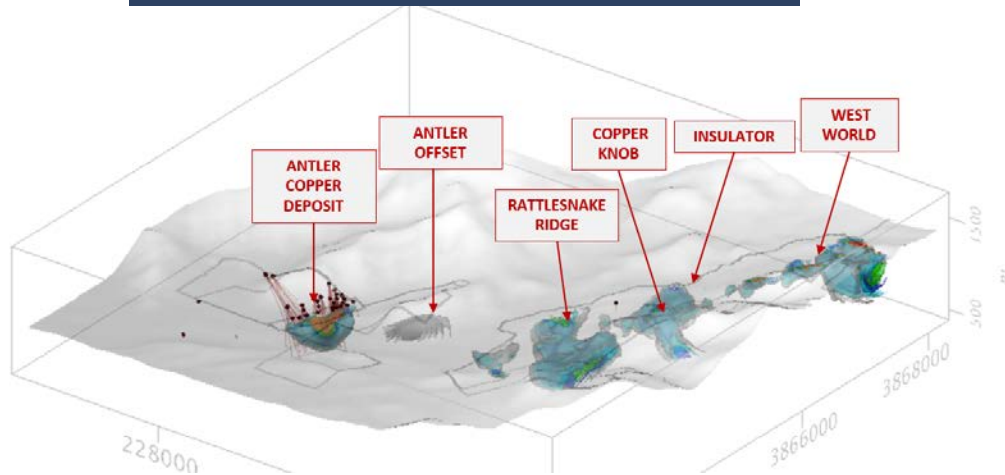 ANTLER
COPPER
DEPOSIT
ANTLER
OFFSET
RATTLESNAKE
RIDGE
COPPER
KNOB
INSULATOR
WEST
WORLD
1500
500
3868000
3866000
228000